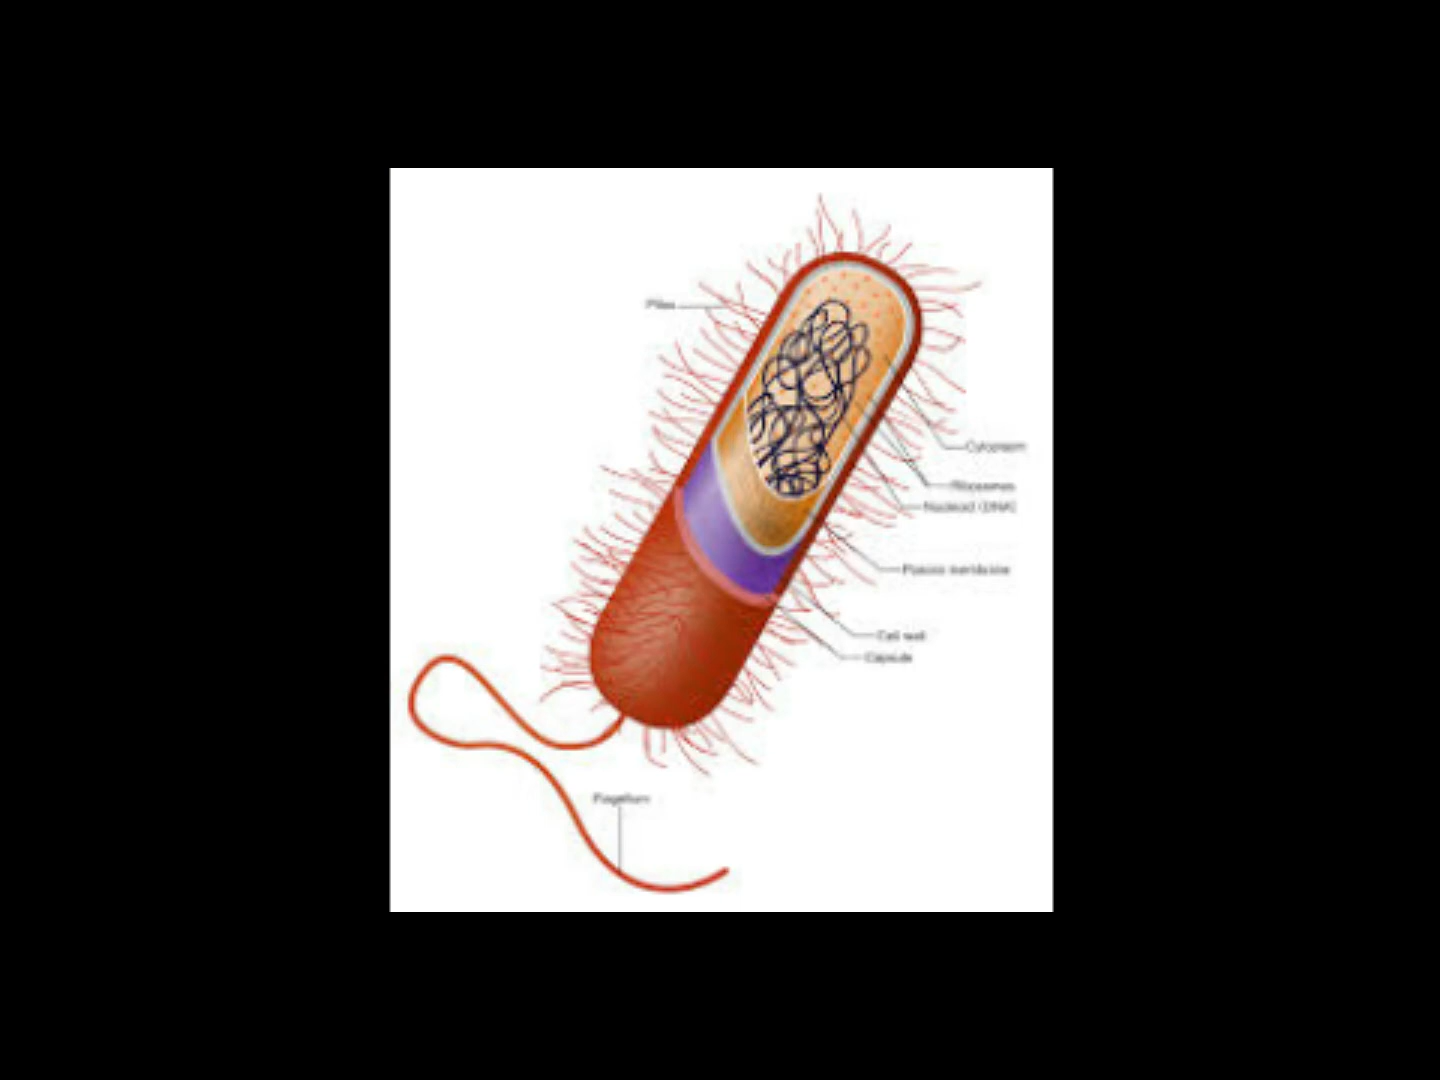 Pilus
Cytoplasm
Ribosomes
Nucleoid (DNA)
Plasma membrane
Cell wall
Capsule
Flagellum